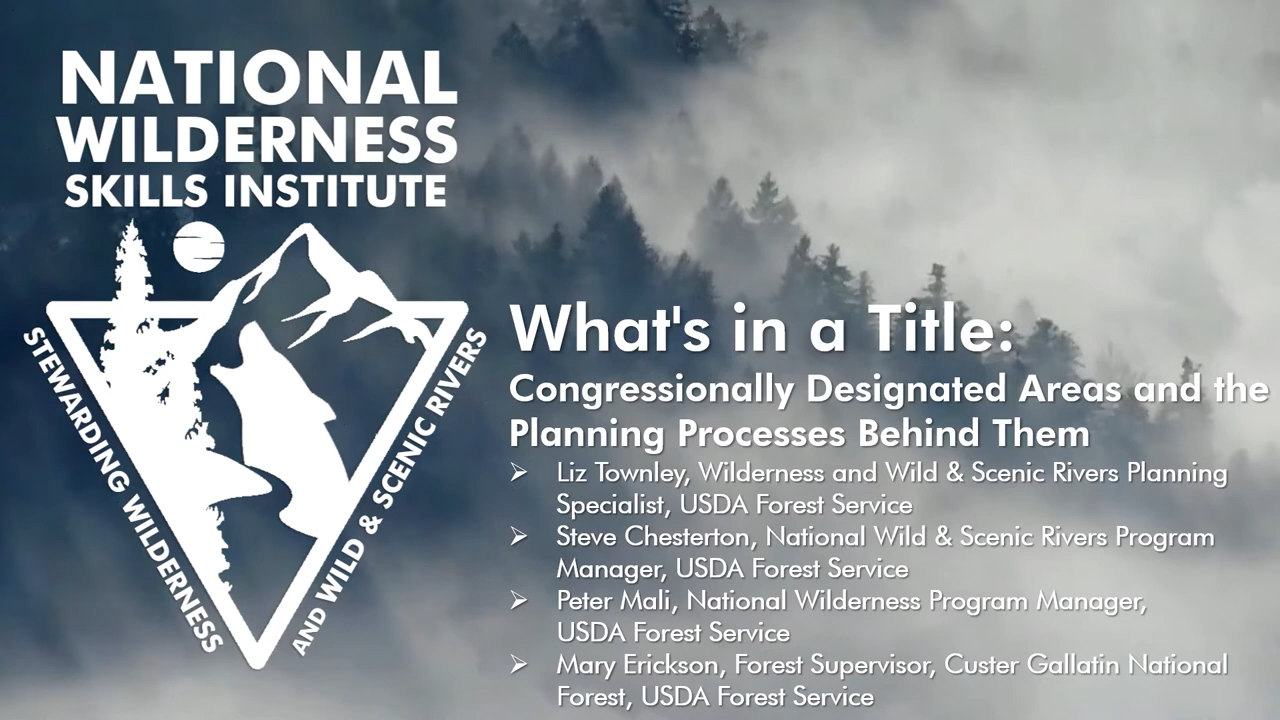 NATIONAL
WILDERNESS
SKILLS INSTITUTE
STEWARDING WILDERNESS
AND WILD & SCENIC RIVERS
What's in a Title:
Congressionally Designated Areas and the
Planning Processes Behind Them
➢ Liz Townley, Wilderness and Wild & Scenic Rivers Planning
Specialist, USDA Forest Service
➢ Steve Chesterton, National Wild & Scenic Rivers Program
Manager, USDA Forest Service
➢ Peter Mali, National Wilderness Program Manager,
USDA Forest Service
➢ Mary Erickson, Forest Supervisor, Custer Gallatin National
Forest, USDA Forest Service